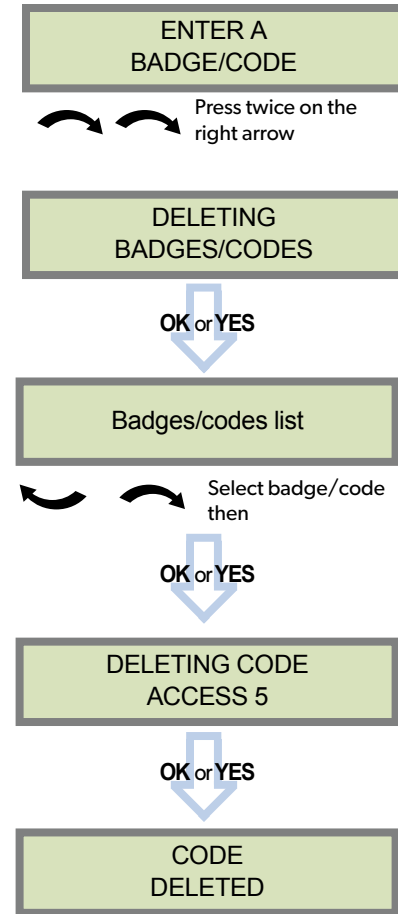 ENTER A
BADGE/CODE
Press twice on the
right arrow
DELETING
BADGES/CODES
OK or YES
Badges/codes list
Select badge/code
then
OK or YES
DELETING CODE
ACCESS 5
OK or YES
CODE
DELETED